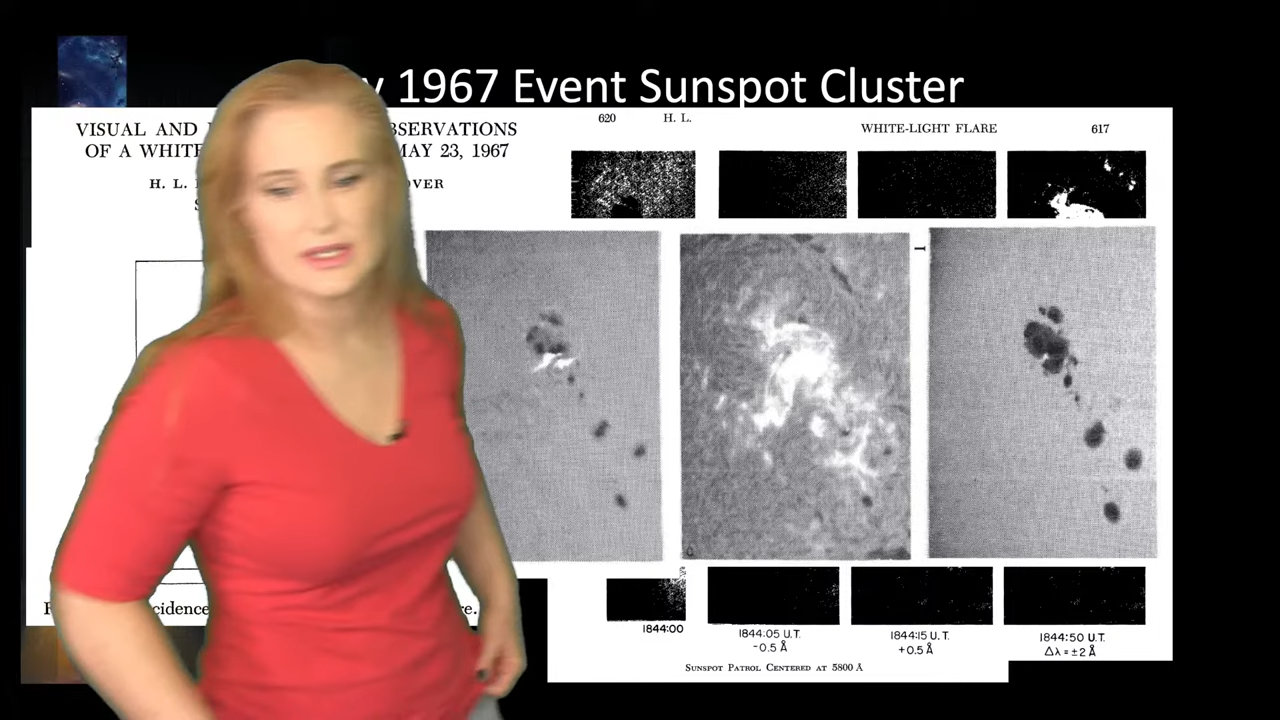 1967 Event Sunspot Cluster
VISUAL AND
OBSERVATIONS
OF A WHITE
MAY 23, 1967
H. L.
620 H. L.
WHITE-LIGHT FLARE 617
1844:00
1844:05 U.T.
-0.5 Å
1844:15 U.T.
+0.5 Å
1844:50 U.T.
Δλ = ±2 Å
SUNSPOT PATROL CENTERED AT 5800 Å